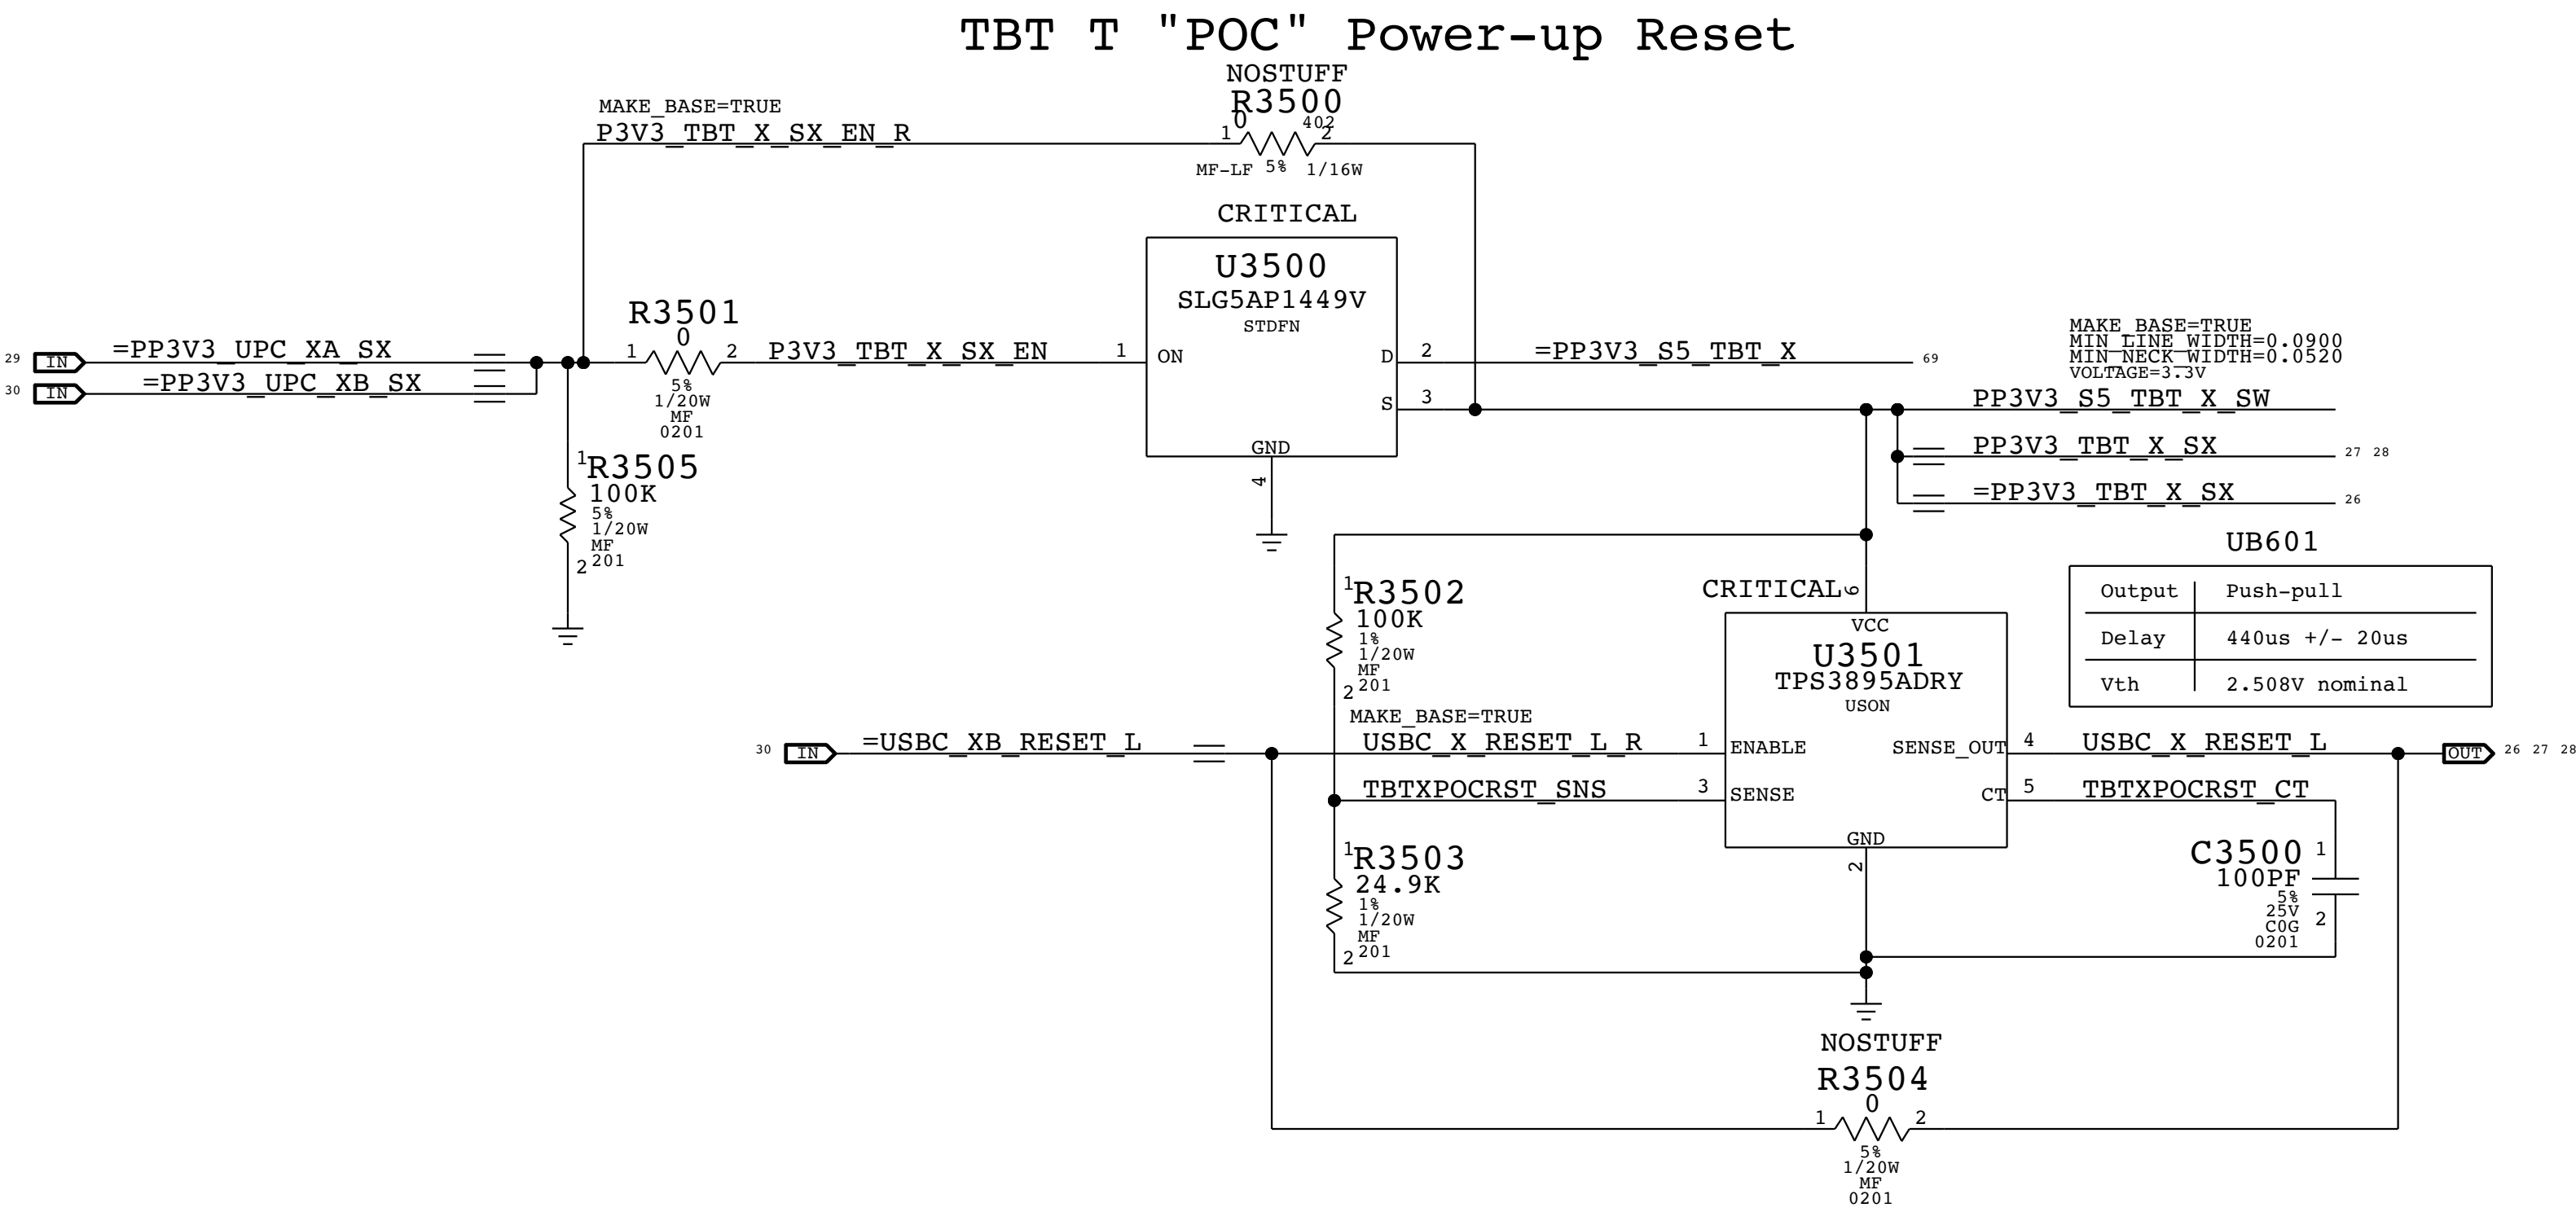 TBT T "POC" Power-up Reset
NOSTUFF
R3500
0
402
1
2
MF-LF 5% 1/16W
MAKE_BASE=TRUE
P3V3_TBT_X_SX_EN_R
CRITICAL
U3500
SLG5AP1449V
STDFN
ON
D
S
GND
1
2
3
4
29 IN =PP3V3_UPC_XA_SX
30 IN =PP3V3_UPC_XB_SX
R3501
0
1
2
5%
1/20W
MF
0201
P3V3_TBT_X_SX_EN
=PP3V3_S5_TBT_X 69
MAKE_BASE=TRUE
MIN_LINE_WIDTH=0.0900
MIN_NECK_WIDTH=0.0520
VOLTAGE=3.3V
PP3V3_S5_TBT_X_SW
PP3V3_TBT_X_SX 27 28
=PP3V3_TBT_X_SX 26
1
R3505
100K
5%
1/20W
MF
201
2
UB601
Output Push-pull
Delay 440us +/- 20us
Vth 2.508V nominal
1
R3502
100K
1%
1/20W
MF
201
2
CRITICAL
6
VCC
U3501
TPS3895ADRY
USON
ENABLE
SENSE_OUT
SENSE
CT
GND
2
MAKE_BASE=TRUE
30 IN =USBC_XB_RESET_L
USBC_X_RESET_L_R 1
4 USBC_X_RESET_L OUT 26 27 28
TBTXPOCRST_SNS 3
5 TBTXPOCRST_CT
1
R3503
24.9K
1%
1/20W
MF
201
2
C3500
100PF
5%
25V
C0G
0201
1
2
NOSTUFF
R3504
0
1
2
5%
1/20W
MF
0201